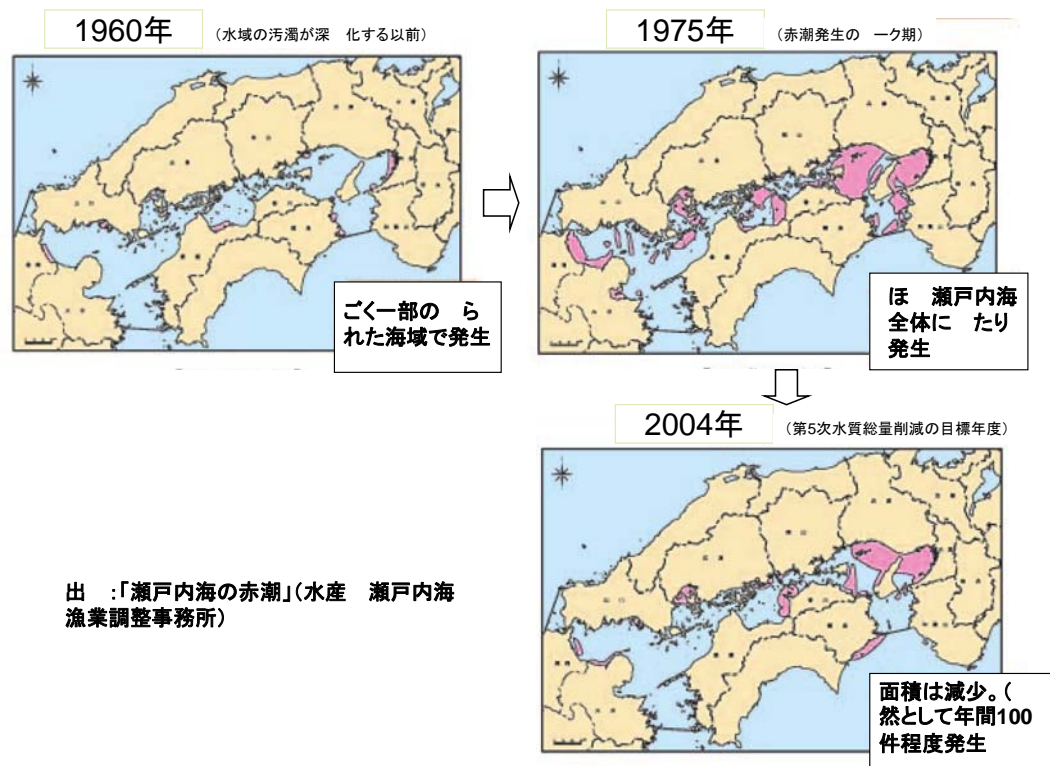 1960年
(水域の汚濁が深 化する以前)
ごく一部の ら
れた海域で発生
1975年
(赤潮発生の ーク期)
ほ 瀬戸内海
全体に たり
発生
2004年
(第5次水質総量削減の目標年度)
面積は減少。(
然として年間100
件程度発生
出 :「瀬戸内海の赤潮」(水産 瀬戸内海
漁業調整事務所)